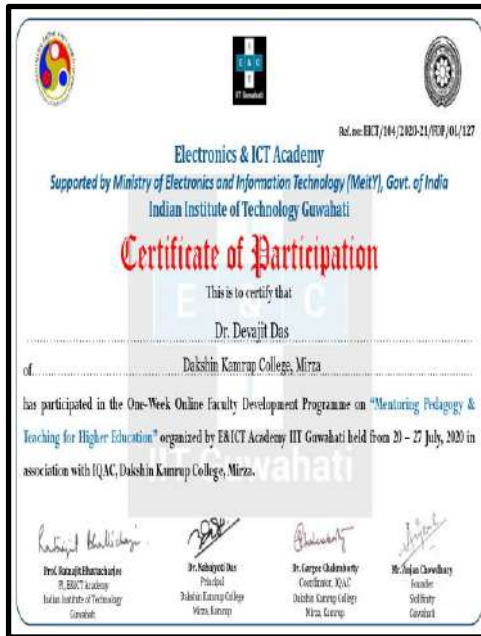 E & C
IIT Guwahati
Ref. no: EICT/104/2020-21/FDP/01/127
Electronics & ICT Academy
Supported by Ministry of Electronics and Information Technology (MeitY), Govt. of India
Indian Institute of Technology Guwahati
Certificate of Participation
This is to certify that
Dr. Devajit Das
of Dakshin Kamrup College, Mirza
has participated in the One-Week Online Faculty Development Programme on "Mentoring Pedagogy &
Teaching for Higher Education" organized by E&ICT Academy IIT Guwahati held from 20 – 27 July, 2020 in
association with IQAC, Dakshin Kamrup College, Mirza.
E & C
IIT Guwahati
Prof. Ratnajit Bhattacharjee
PI, E&ICT Academy
Indian Institute of Technology
Guwahati
Dr. Nabajyoti Das
Principal
Dakshin Kamrup College
Mirza, Kamrup
Dr. Gargee Chakraborty
Coordinator, IQAC
Dakshin Kamrup College
Mirza, Kamrup
Mr. Anjan Chowdhury
Founder
Guwahati